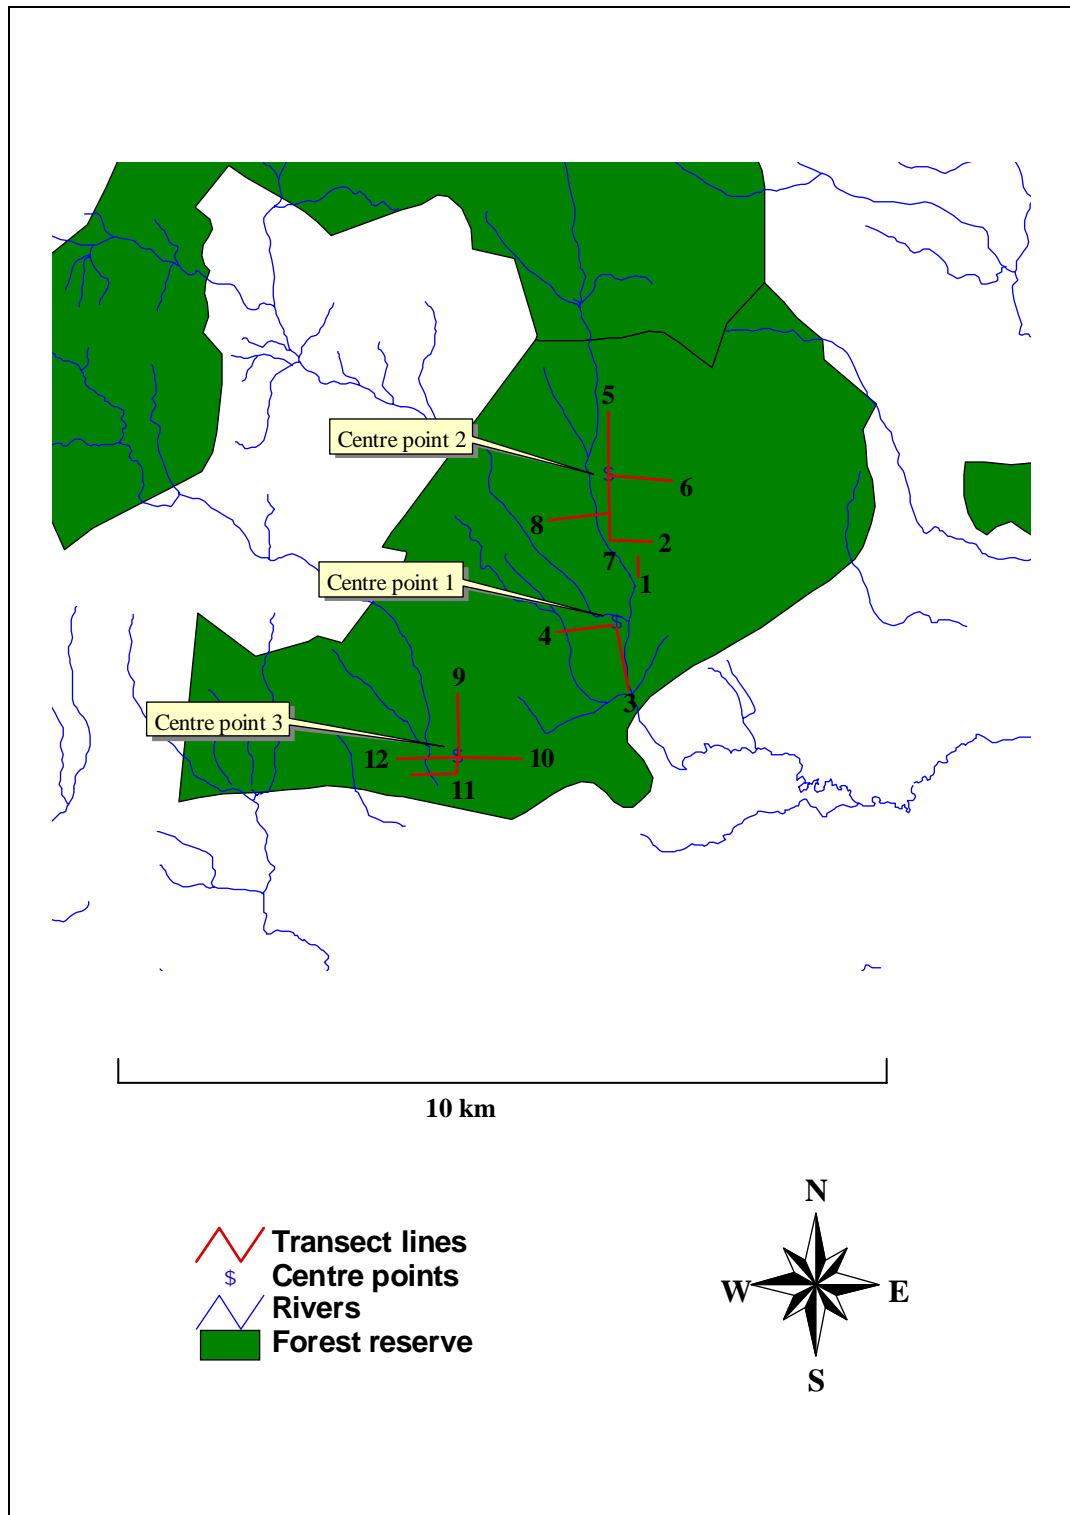 5
Centre point 2
6
8
2
7
Centre point 1
1
4
9
3
Centre point 3
12
10
11
10 km
N
Transect lines
$ Centre points
W
E
Rivers
Forest reserve
S